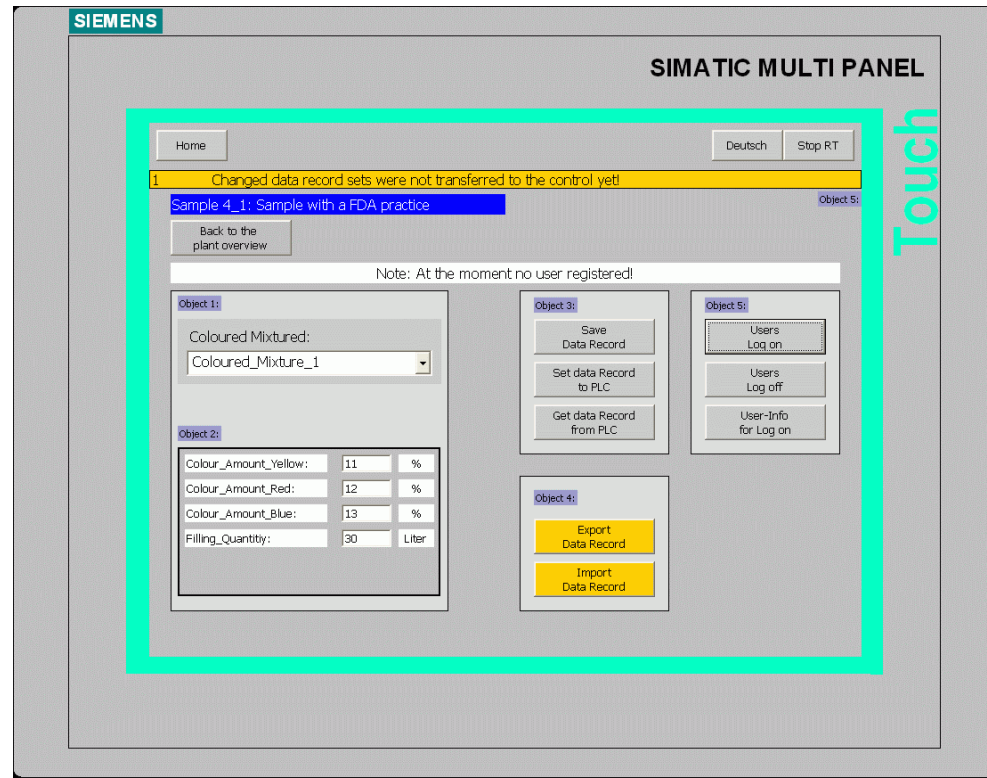 SIEMENS
SIMATIC MULTI PANEL
Touch
Home
Deutsch
Stop RT
1 Changed data record sets were not transferred to the control yet!
Sample 4_1: Sample with a FDA practice
Object 5:
Back to the
plant overview
Note: At the moment no user registered!
Object 1:
Coloured Mixtured:
Coloured_Mixture_1
Object 2:
Colour_Amount_Yellow: 11 %
Colour_Amount_Red: 12 %
Colour_Amount_Blue: 13 %
Filling_Quantitiy: 30 Liter
Object 3:
Save
Data Record
Set data Record
to PLC
Get data Record
from PLC
Object 4:
Export
Data Record
Import
Data Record
Object 5:
Users
Log on
Users
Log off
User-Info
for Log on